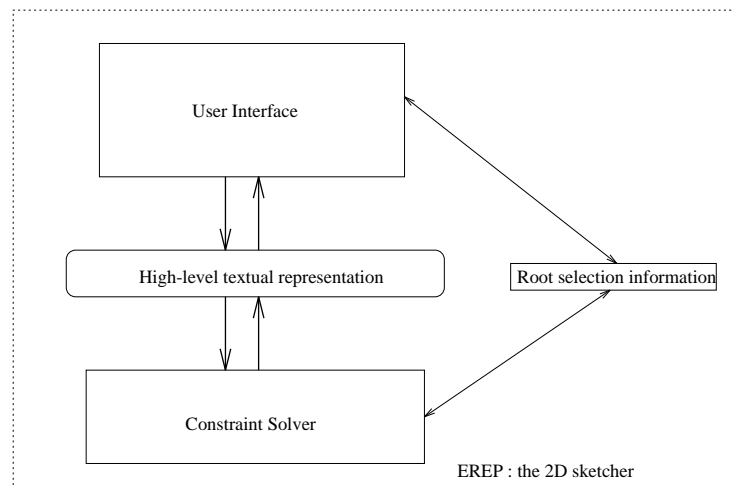 User Interface
High-level textual representation
Root selection information
Constraint Solver
EREP : the 2D sketcher